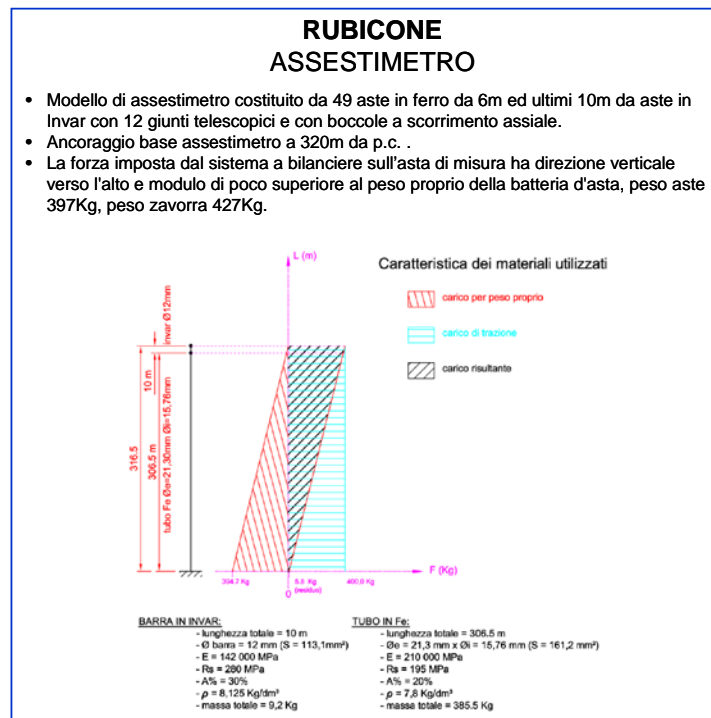 RUBICONE
ASSESTIMETRO
• Modello di assestimetro costituito da 49 aste in ferro da 6m ed ultimi 10m da aste in
Invar con 12 giunti telescopici e con boccole a scorrimento assiale.
• Ancoraggio base assestimetro a 320m da p.c. .
• La forza imposta dal sistema a bilanciere sull'asta di misura ha direzione verticale
verso l'alto e modulo di poco superiore al peso proprio della batteria d'asta, peso aste
397Kg, peso zavorra 427Kg.
L (m)
Caratteristica dei materiali utilizzati
carico per peso proprio
carico di trazione
carico risultante
invar Ø12mm
10 m
316.5
306.5 m
tubo Fe Øe=21,30mm Øi=15,76mm
F (Kg)
394.7 Kg
Kg
(residuo)
0
BARRA IN INVAR:
- lunghezza totale = 10 m
- Ø barra = 12 mm (S = 113,1mm²)
- E = 142 000 MPa
- Rs = 280 MPa
- A% = 30%
- ρ = 8,125 Kg/dm³
- massa totale = 9,2 Kg
TUBO IN Fe:
- lunghezza totale = 306.5 m
- Øe = 21,3 mm x Øi = 15,76 mm (S = 161,2 mm²)
- E = 210 000 MPa
- Rs = 195 MPa
- A% = 20%
- ρ = 7,8 Kg/dm³
- massa totale = 385.5 Kg